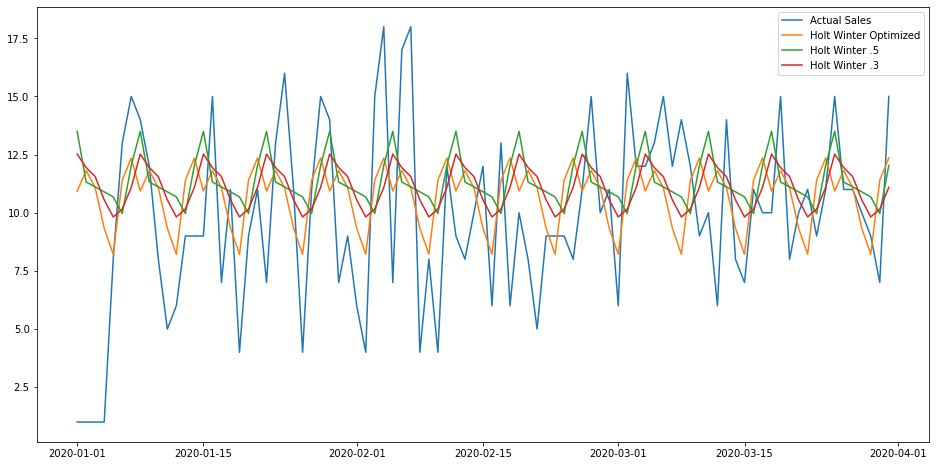 Actual Sales
Holt Winter Optimized
Holt Winter .5
Holt Winter .3
17.5
15.0
12.5
10.0
7.5
5.0
2.5
2020-01-01 2020-01-15 2020-02-01 2020-02-15 2020-03-01 2020-03-15 2020-04-01